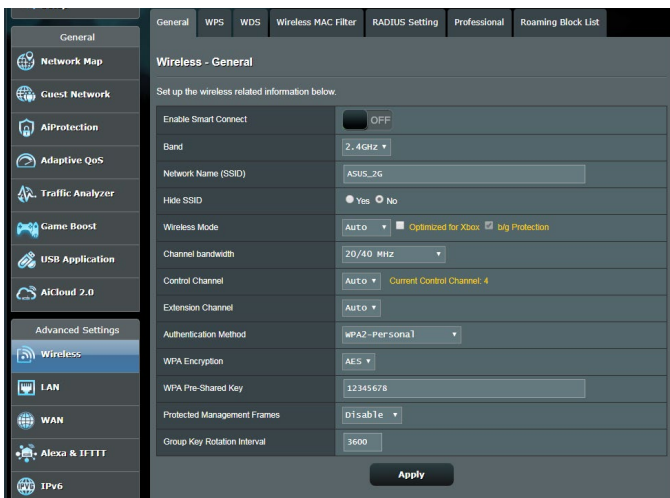 General
Network Map
Guest Network
AiProtection
Adaptive QoS
Traffic Analyzer
Game Boost
USB Application
AiCloud 2.0
Advanced Settings
Wireless
LAN
WAN
Alexa & IFTTT
IPv6
General WPS WDS Wireless MAC Filter RADIUS Setting Professional Roaming Block List
Wireless - General
Set up the wireless related information below.
Enable Smart Connect OFF
Band 2.4GHz
Network Name (SSID) ASUS_2G
Hide SSID Yes No
Wireless Mode Auto Optimized for Xbox b/g Protection
Channel bandwidth 20/40 MHz
Control Channel Auto Current Control Channel: 4
Extension Channel Auto
Authentication Method WPA2-Personal
WPA Encryption AES
WPA Pre-Shared Key 12345678
Protected Management Frames Disable
Group Key Rotation Interval 3600
Apply